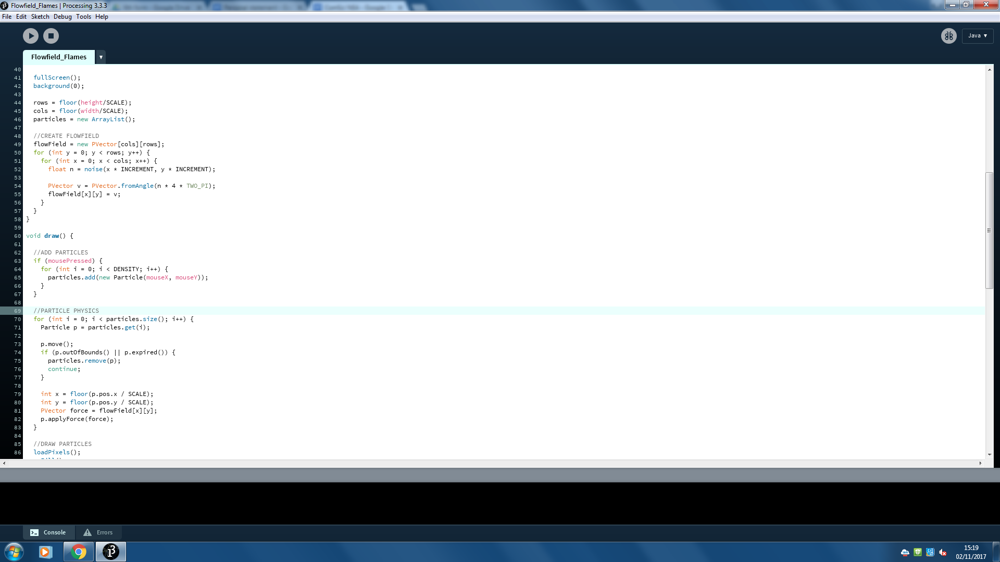 Flowfield_Flames | Processing 3.3.3
File Edit Sketch Debug Tools Help
Java ▼
Flowfield_Flames ▼
40
41 fullScreen();
42 background(0);
43
44 rows = floor(height/SCALE);
45 cols = floor(width/SCALE);
46 particles = new ArrayList();
47
48 //CREATE FLOWFIELD
49 flowField = new PVector[cols][rows];
50 for (int y = 0; y < rows; y++) {
51 for (int x = 0; x < cols; x++) {
52 float n = noise(x * INCREMENT, y * INCREMENT);
53
54 PVector v = PVector.fromAngle(n * 4 * TWO_PI);
55 flowField[x][y] = v;
56 }
57 }
58 }
59
60 void draw() {
61
62 //ADD PARTICLES
63 if (mousePressed) {
64 for (int i = 0; i < DENSITY; i++) {
65 particles.add(new Particle(mouseX, mouseY));
66 }
67 }
68
69 //PARTICLE PHYSICS
70 for (int i = 0; i < particles.size(); i++) {
71 Particle p = particles.get(i);
72
73 p.move();
74 if (p.outOfBounds() || p.expired()) {
75 particles.remove(p);
76 continue;
77 }
78
79 int x = floor(p.pos.x / SCALE);
80 int y = floor(p.pos.y / SCALE);
81 PVector force = flowField[x][y];
82 p.applyForce(force);
83 }
84
85 //DRAW PARTICLES
86 loadPixels();
Console Errors
15:19
02/11/2017